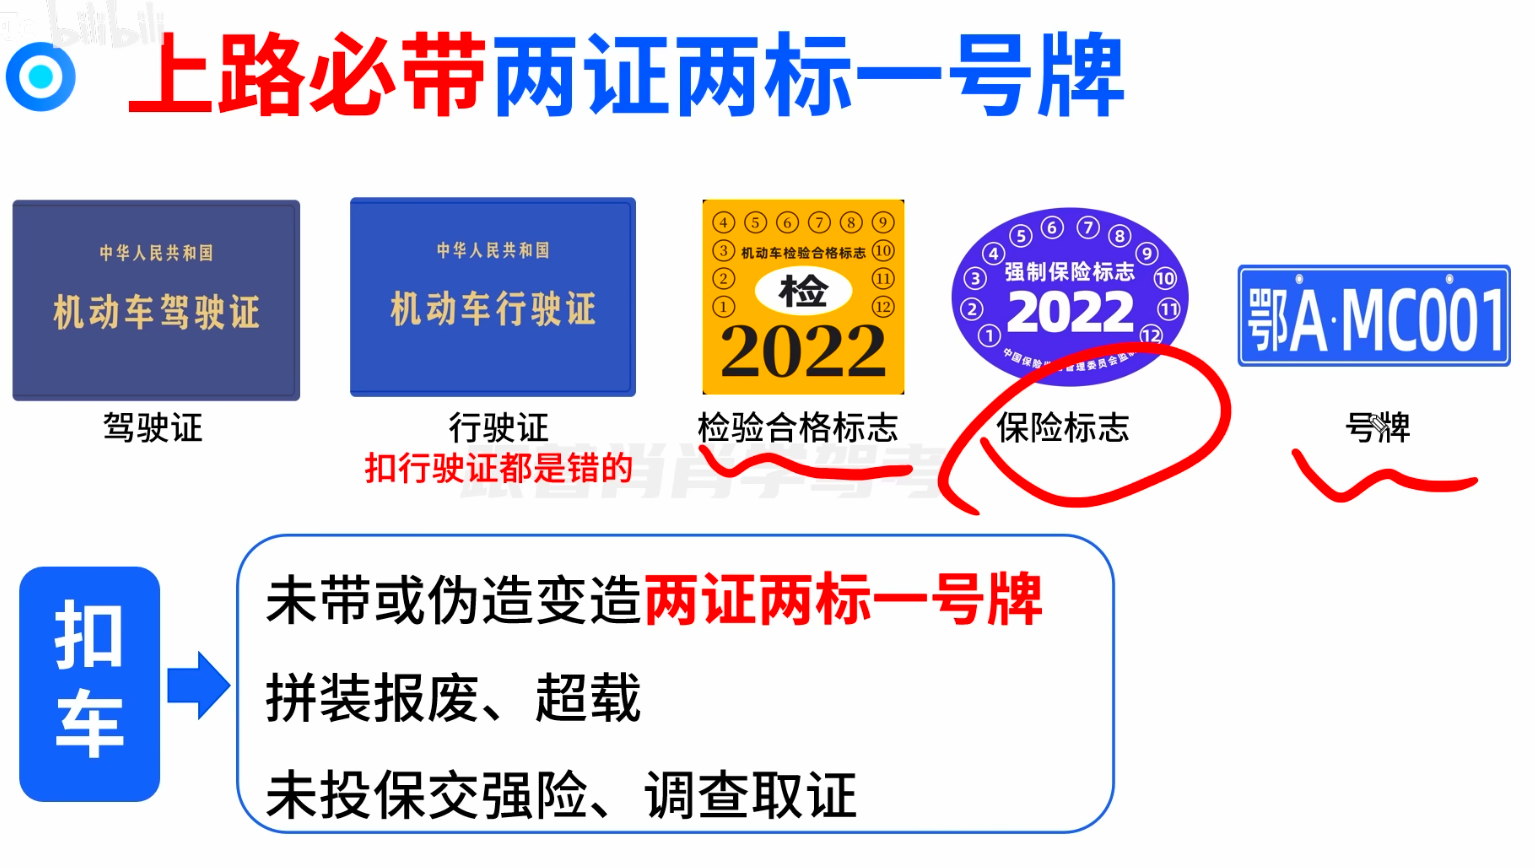 bilibili
上路必带两证两标一号牌
中华人民共和国
机动车驾驶证
驾驶证
中华人民共和国
机动车行驶证
行驶证
扣行驶证都是错的
④ ⑤ ⑥ ⑦ ⑧ ⑨
③ 机动车检验合格标志 ⑩
② 检 ⑪
① ⑫
2022
检验合格标志
① ② ③ ④ ⑤ ⑥ ⑦ ⑧ ⑨ ⑩ ⑪ ⑫
强制保险标志
2022
中国保险 管理委员会监
保险标志
鄂A·MC001
号牌
学驾考
扣车
未带或伪造变造两证两标一号牌
拼装报废、超载
未投保交强险、调查取证